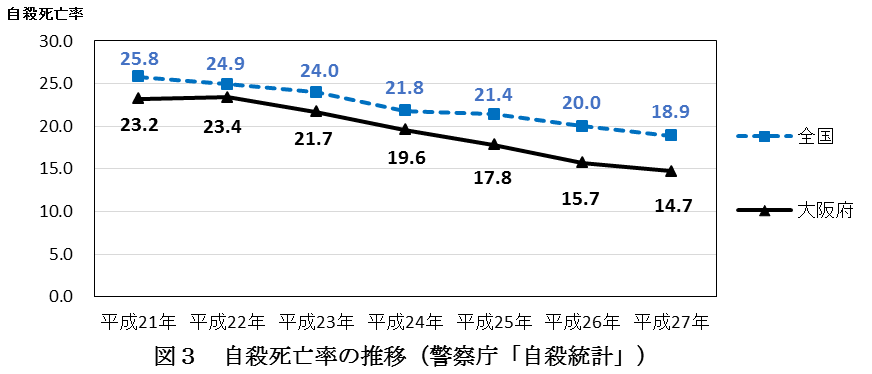 自殺死亡率
30.0
25.0
20.0
15.0
10.0
5.0
0.0
25.8 24.9 24.0 21.8 21.4 20.0 18.9
23.2 23.4 21.7 19.6 17.8 15.7 14.7
全国
大阪府
平成21年 平成22年 平成23年 平成24年 平成25年 平成26年 平成27年
図３　自殺死亡率の推移（警察庁「自殺統計」）